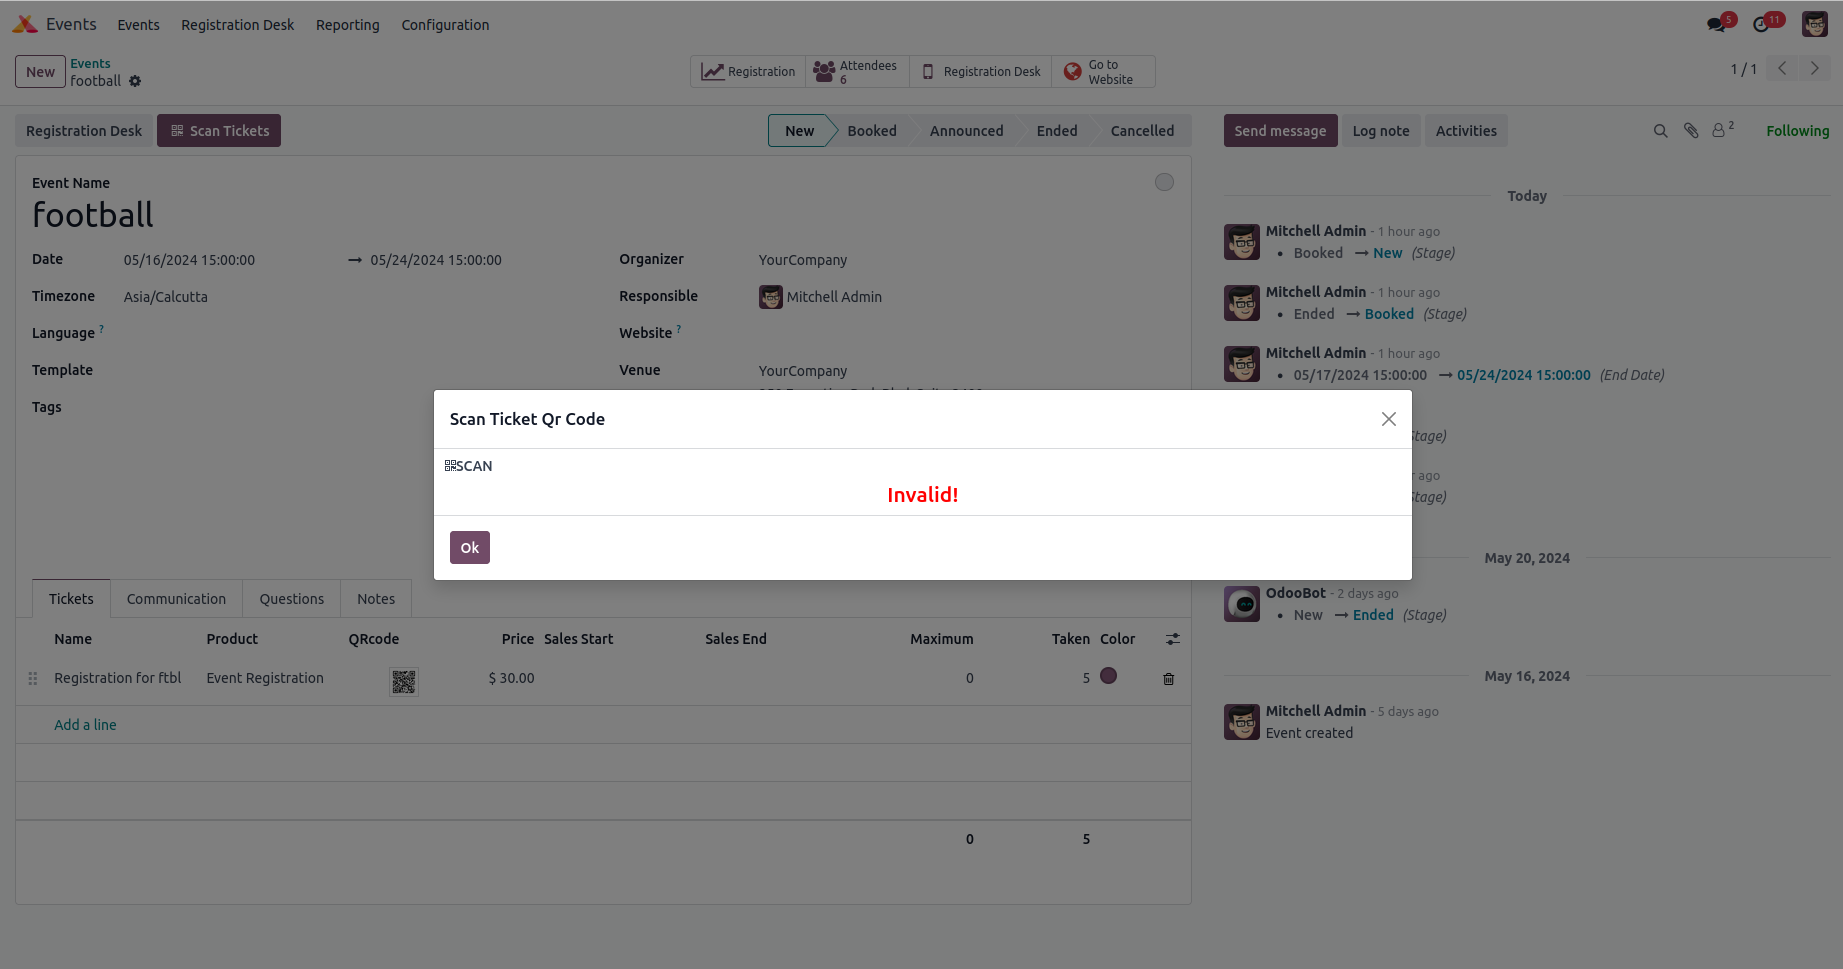 Events Events Registration Desk Reporting Configuration 5 11
New Events
football
Registration Attendees
6 Registration Desk Go to
Website
1 / 1
Registration Desk Scan Tickets New Booked Announced Ended Cancelled
Event Name
football
Date 05/16/2024 15:00:00 → 05/24/2024 15:00:00
Timezone Asia/Calcutta
Language ?
Template
Tags
Organizer YourCompany
Responsible Mitchell Admin
Website ?
Venue YourCompany
Scan Ticket Qr Code
SCAN
Invalid!
Ok
Tickets Communication Questions Notes
Name Product QRcode Price Sales Start Sales End Maximum Taken Color
Registration for ftbl Event Registration $ 30.00 0 5
Add a line
0 5
Send message Log note Activities 2 Following
Today
Mitchell Admin - 1 hour ago
• Booked → New (Stage)
Mitchell Admin - 1 hour ago
• Ended → Booked (Stage)
Mitchell Admin - 1 hour ago
• 05/17/2024 15:00:00 → 05/24/2024 15:00:00 (End Date)
Stage)
ago
Stage)
May 20, 2024
OdooBot - 2 days ago
• New → Ended (Stage)
May 16, 2024
Mitchell Admin - 5 days ago
Event created